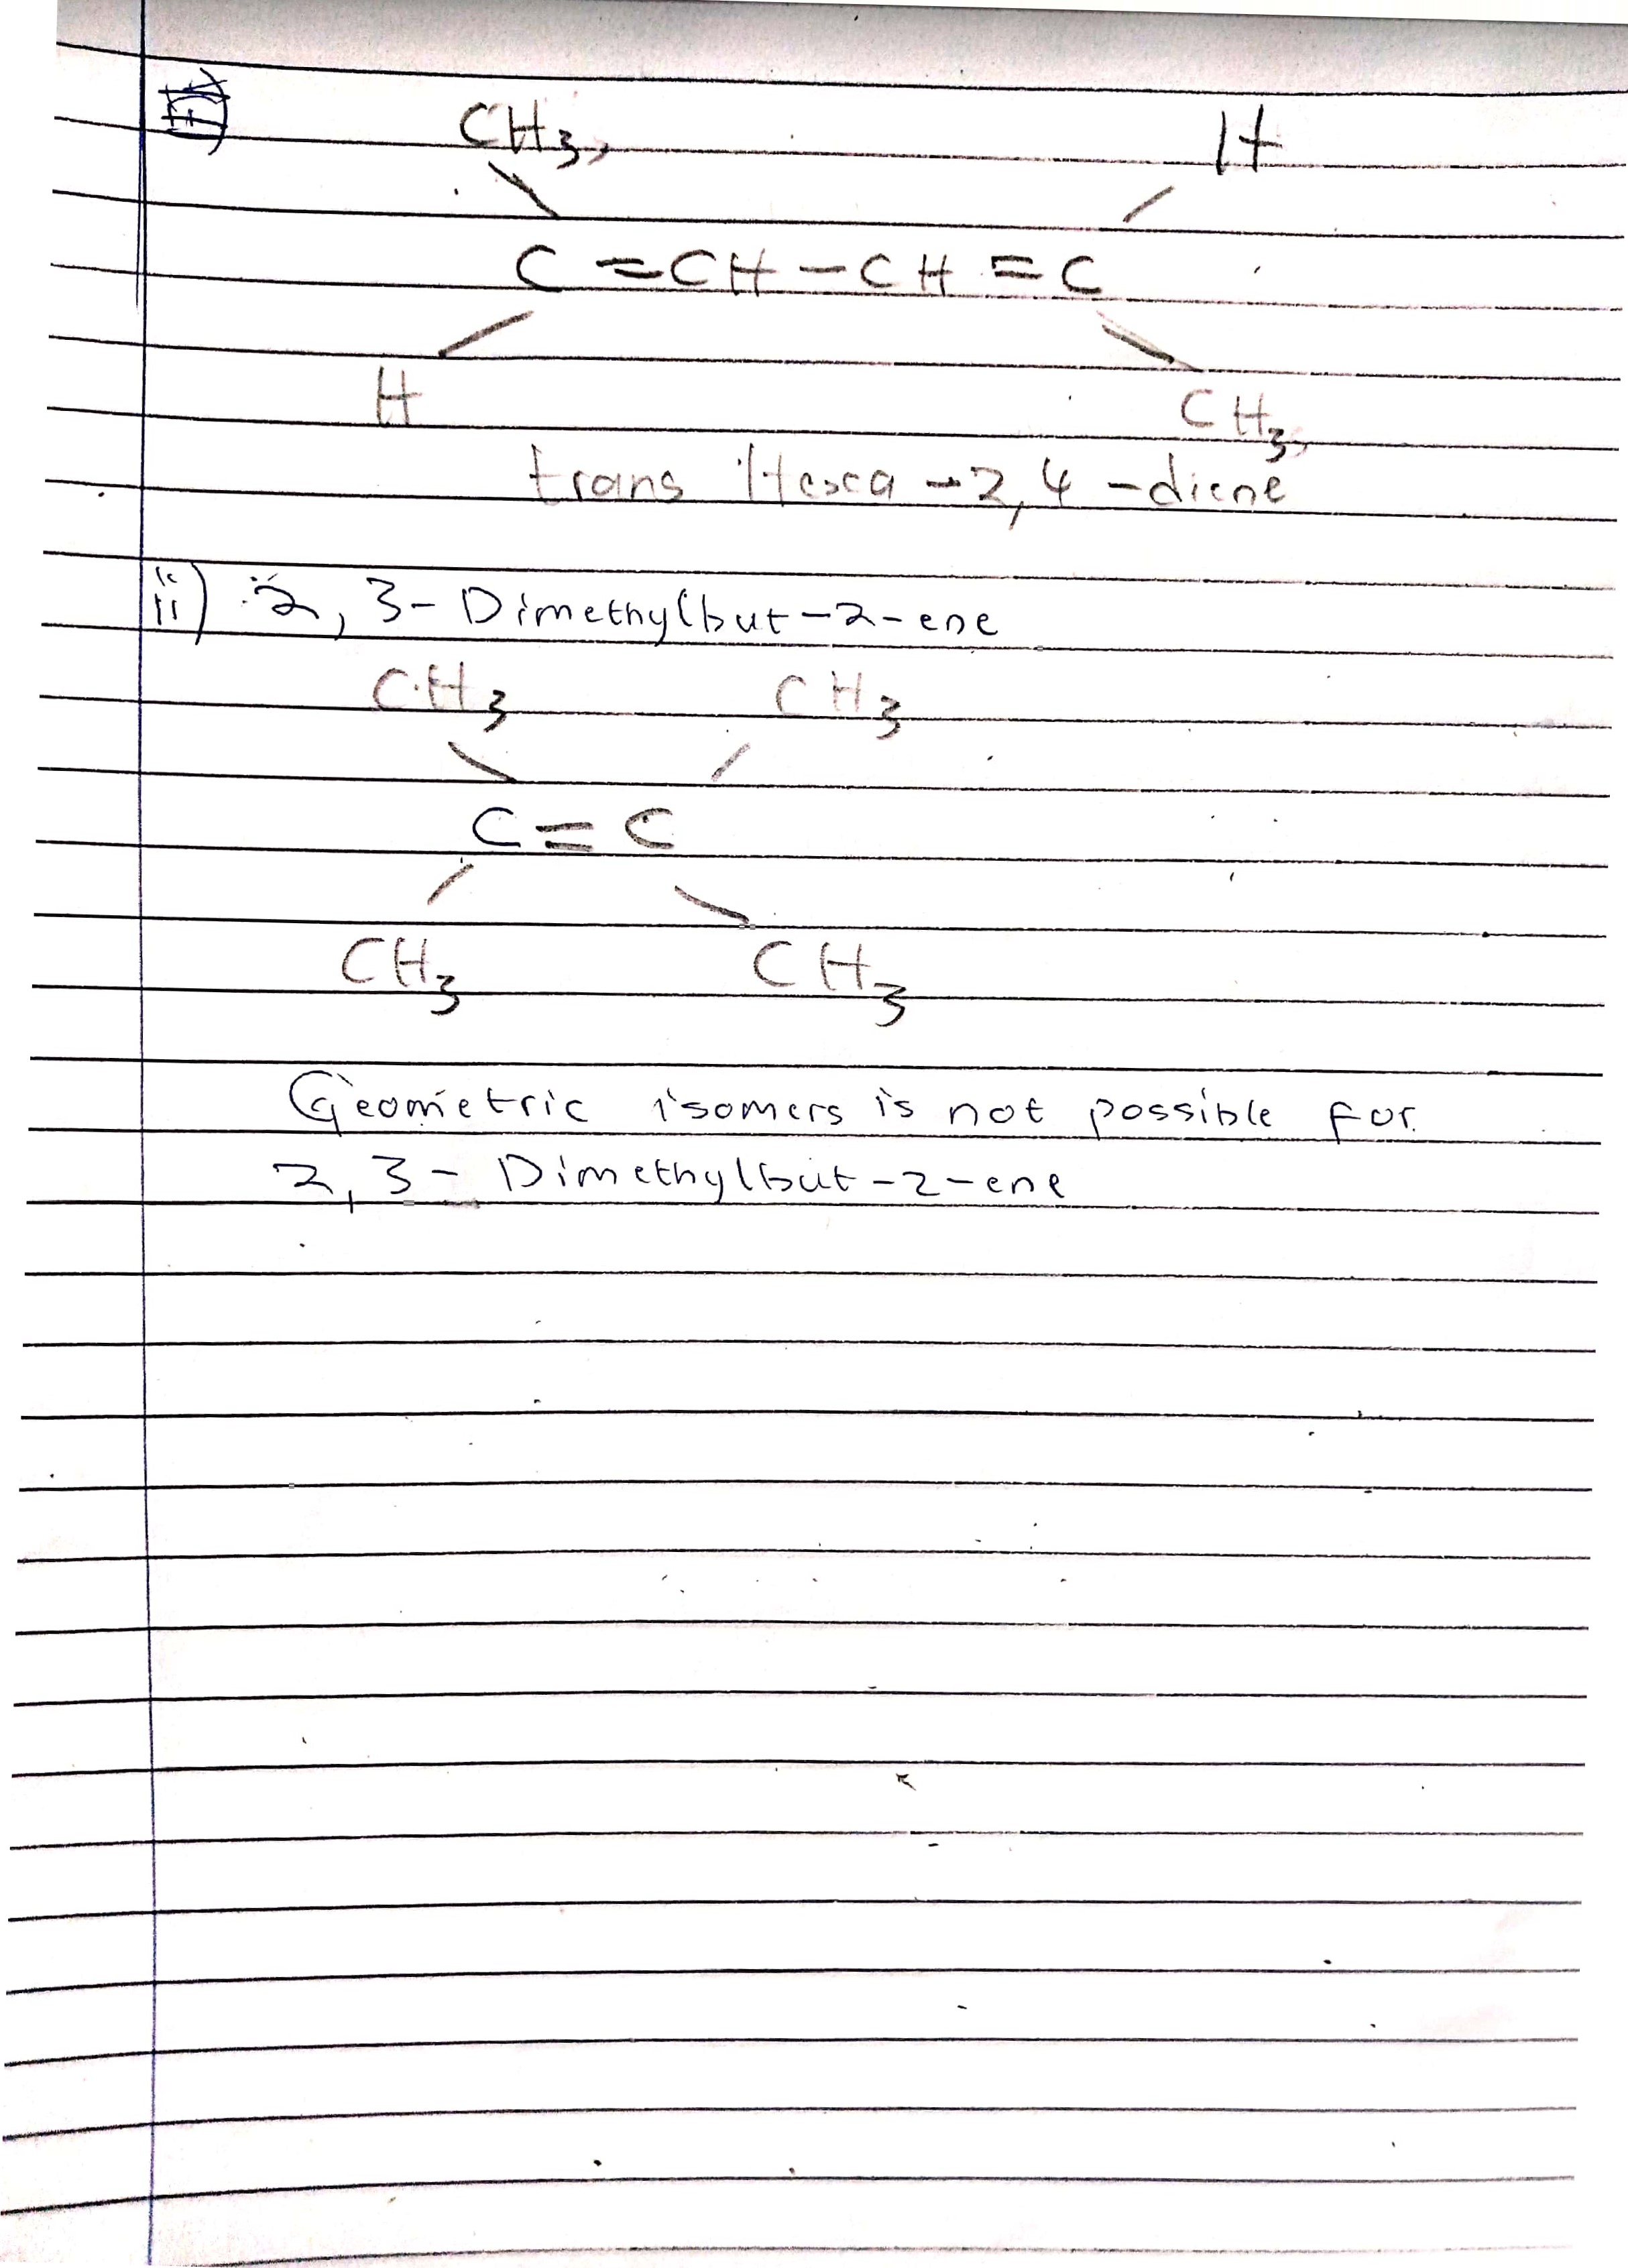 CH3, H
C = CH - CH = C
H CH3,
trans Hexa - 2, 4 - diene
ii) 2, 3 - Dimethylbut - 2 - ene
CH3 CH3
C = C
CH3 CH3
Geometric isomers is not possible for
2, 3 - Dimethylbut - 2 - ene